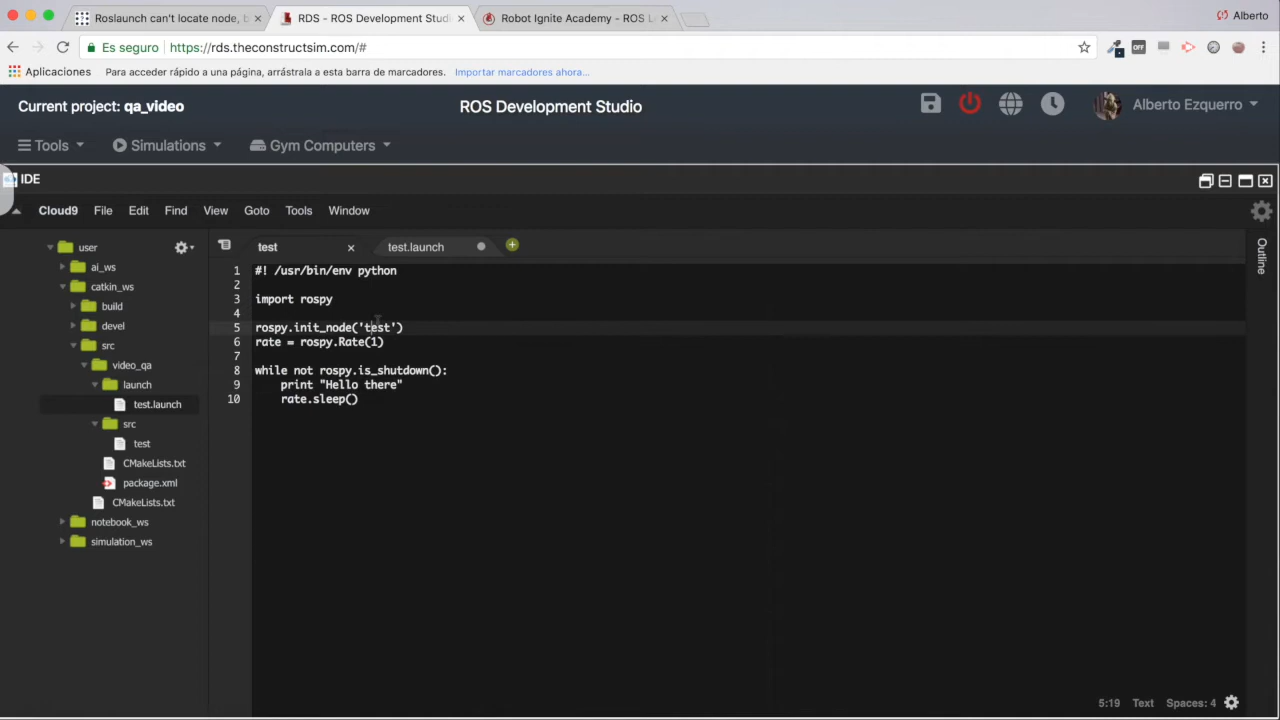 Roslaunch can't locate node, b
RDS - ROS Development Studi
Robot Ignite Academy - ROS L
Alberto
Es seguro
https://rds.theconstructsim.com/#
OFF
Aplicaciones
Para acceder rápido a una página, arrástrala a esta barra de marcadores.
Importar marcadores ahora...
Current project: qa_video
ROS Development Studio
Alberto Ezquerro
Tools
Simulations
Gym Computers
IDE
Cloud9 File Edit Find View Goto Tools Window
user
ai_ws
catkin_ws
build
devel
src
video_qa
launch
test.launch
src
test
CMakeLists.txt
package.xml
CMakeLists.txt
notebook_ws
simulation_ws
test
test.launch
1 #! /usr/bin/env python
2
3 import rospy
4
5 rospy.init_node('test')
6 rate = rospy.Rate(1)
7
8 while not rospy.is_shutdown():
9 print "Hello there"
10 rate.sleep()
Outline
5:19 Text Spaces: 4